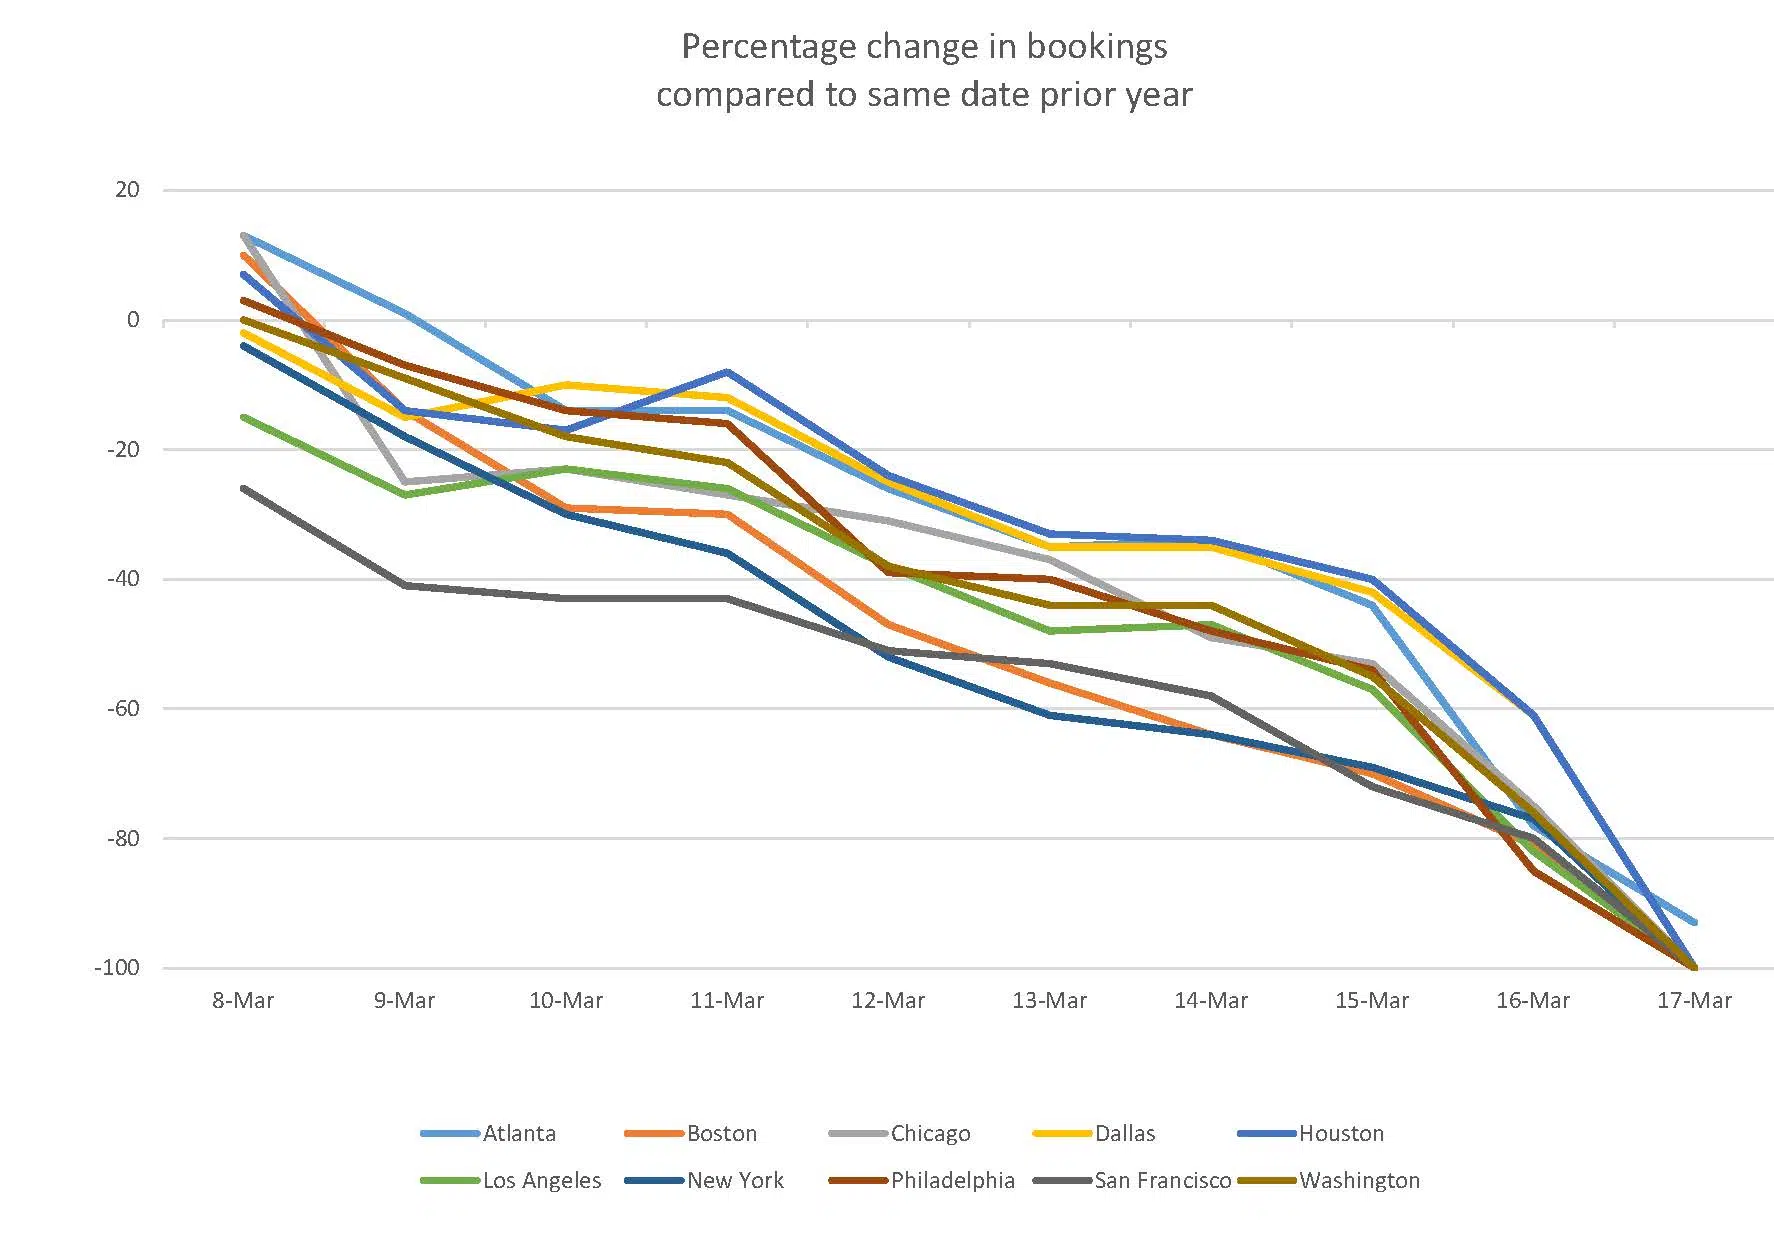 Percentage change in bookings
compared to same date prior year
20
0
-20
-40
-60
-80
-100
8-Mar 9-Mar 10-Mar 11-Mar 12-Mar 13-Mar 14-Mar 15-Mar 16-Mar 17-Mar
Atlanta Boston Chicago Dallas Houston
Los Angeles New York Philadelphia San Francisco Washington